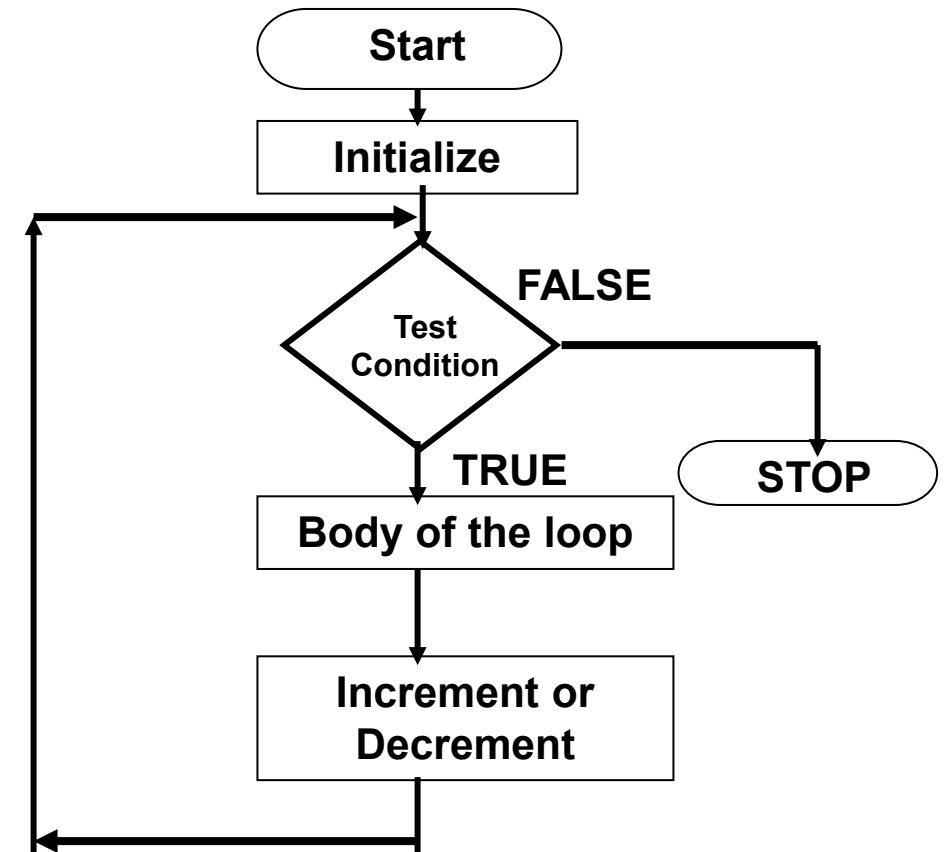 Start
Initialize
FALSE
Test
Condition
TRUE
STOP
Body of the loop
Increment or
Decrement